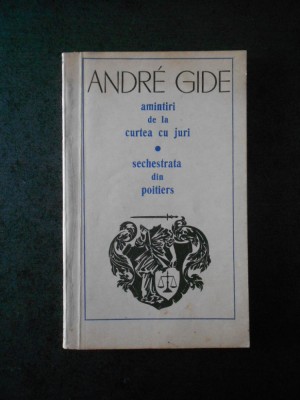 ANDRÉ GIDE
amintiri
de la
curtea cu juri
sechestrata
din
poitiers